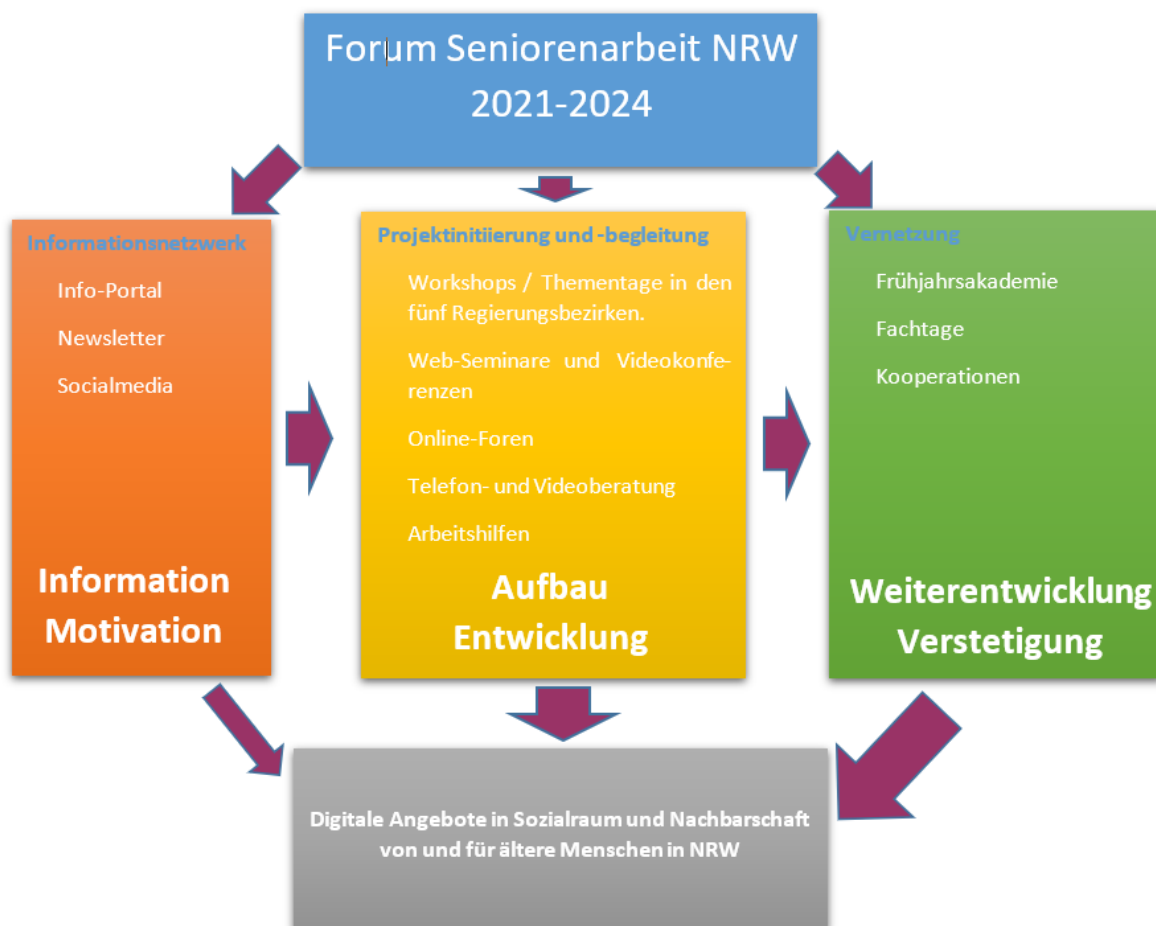 Forum Seniorenarbeit NRW
2021-2024
Informationsnetzwerk
Info-Portal
Newsletter
Socialmedia
Information
Motivation
Projektinitiierung und -begleitung
Workshops / Thementage in den
fünf Regierungsbezirken.
Web-Seminare und Videokonfe-
renzen
Online-Foren
Telefon- und Videoberatung
Arbeitshilfen
Aufbau
Entwicklung
Vernetzung
Frühjahrsakademie
Fachtage
Kooperationen
Weiterentwicklung
Verstetigung
Digitale Angebote in Sozialraum und Nachbarschaft
von und für ältere Menschen in NRW